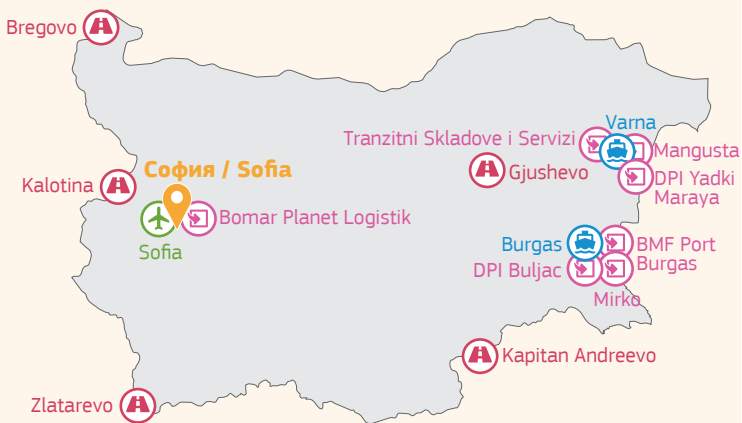 Bregovo
Varna
Tranzitni Skladove i Servizi
Mangusta
София / Sofia
Gjushevo
Kalotina
DPI Yadki
Maraya
Bomar Planet Logistik
Sofia
Burgas
BMF Port
Burgas
DPI Buljac
Mirko
Kapitan Andreevo
Zlatarevo